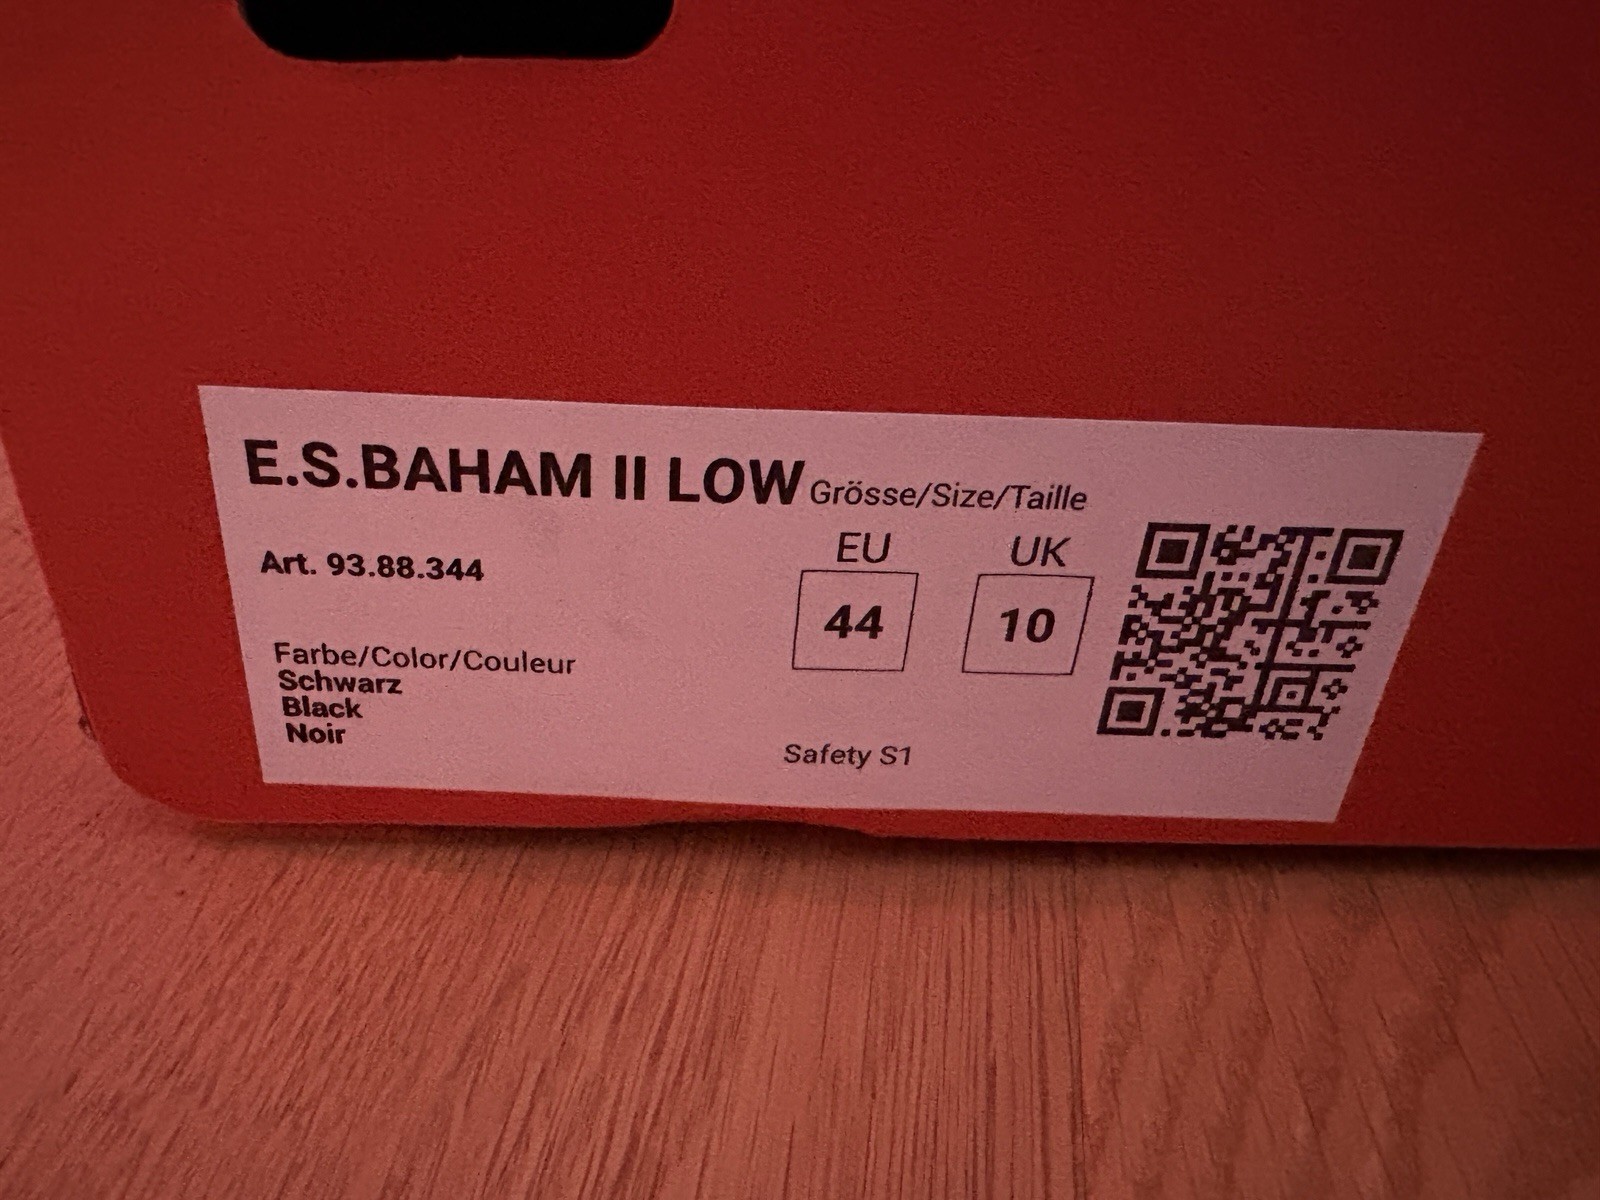 E.S.BAHAM II LOW
Grösse/Size/Taille
Art. 93.88.344
EU
UK
44
10
Farbe/Color/Couleur
Schwarz
Black
Noir
Safety S1